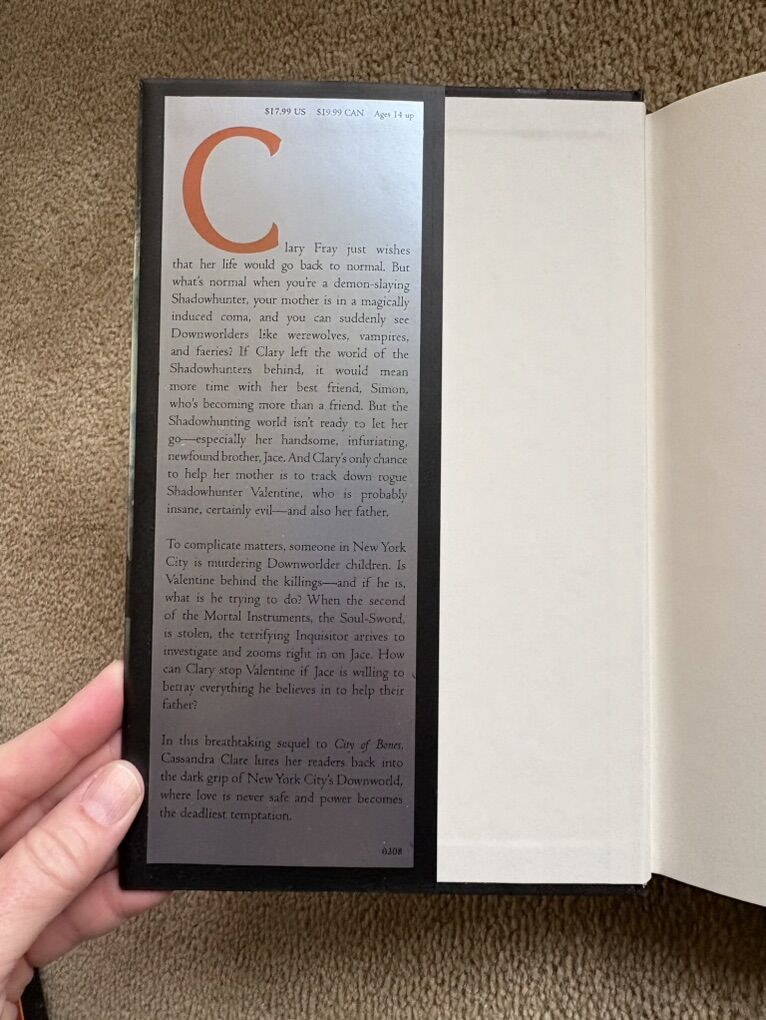 $17.99 US $19.99 CAN Ages 14 up
Clary Fray just wishes
that her life would go back to normal. But
what's normal when you're a demon-slaying
Shadowhunter, your mother is in a magically
induced coma, and you can suddenly see
Downworlders like werewolves, vampires,
and faeries? If Clary left the world of the
Shadowhunters behind, it would mean
more time with her best friend, Simon,
who's becoming more than a friend. But the
Shadowhunting world isn't ready to let her
go—especially her handsome, infuriating,
newfound brother, Jace. And Clary's only chance
to help her mother is to track down rogue
Shadowhunter Valentine, who is probably
insane, certainly evil—and also her father.
To complicate matters, someone in New York
City is murdering Downworlder children. Is
Valentine behind the killings—and if he is,
what is he trying to do? When the second
of the Mortal Instruments, the Soul-Sword,
is stolen, the terrifying Inquisitor arrives to
investigate and zooms right in on Jace. How
can Clary stop Valentine if Jace is willing to
betray everything he believes in to help their
father?
In this breathtaking sequel to City of Bones,
Cassandra Clare lures her readers back into
the dark grip of New York City's Downworld,
where love is never safe and power becomes
the deadliest temptation.
0208